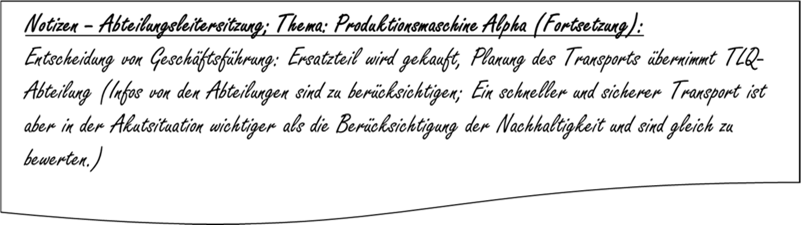 Notizen – Abteilungsleitersitzung; Thema: Produktionsmaschine Alpha (Fortsetzung):
Entscheidung von Geschäftsführung: Ersatzteil wird gekauft, Planung des Transports übernimmt TLQ-
Abteilung (Infos von den Abteilungen sind zu berücksichtigen; Ein schneller und sicherer Transport ist
aber in der Akutsituation wichtiger als die Berücksichtigung der Nachhaltigkeit und sind gleich zu
bewerten.)